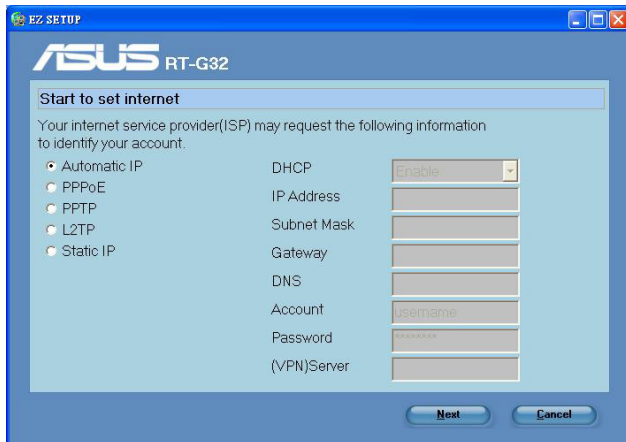 EZ SETUP
ASUS RT-G32
Start to set internet
Your internet service provider(ISP) may request the following information
to identify your account.
Automatic IP
PPPoE
PPTP
L2TP
Static IP
DHCP Enable
IP Address
Subnet Mask
Gateway
DNS
Account username
Password ********
(VPN)Server
Next Cancel